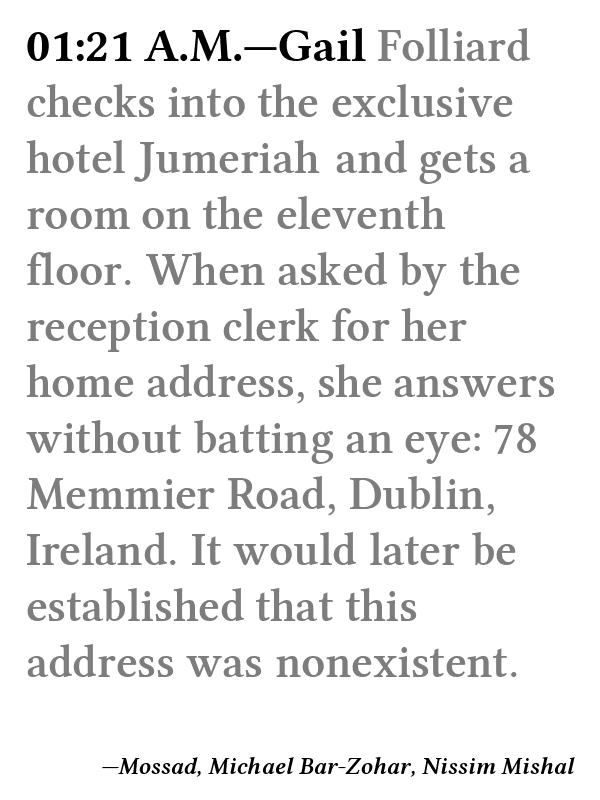 01:21 A.M.—Gail Folliard
checks into the exclusive
hotel Jumeriah and gets a
room on the eleventh
floor. When asked by the
reception clerk for her
home address, she answers
without batting an eye: 78
Memmier Road, Dublin,
Ireland. It would later be
established that this
address was nonexistent.
—Mossad, Michael Bar-Zohar, Nissim Mishal